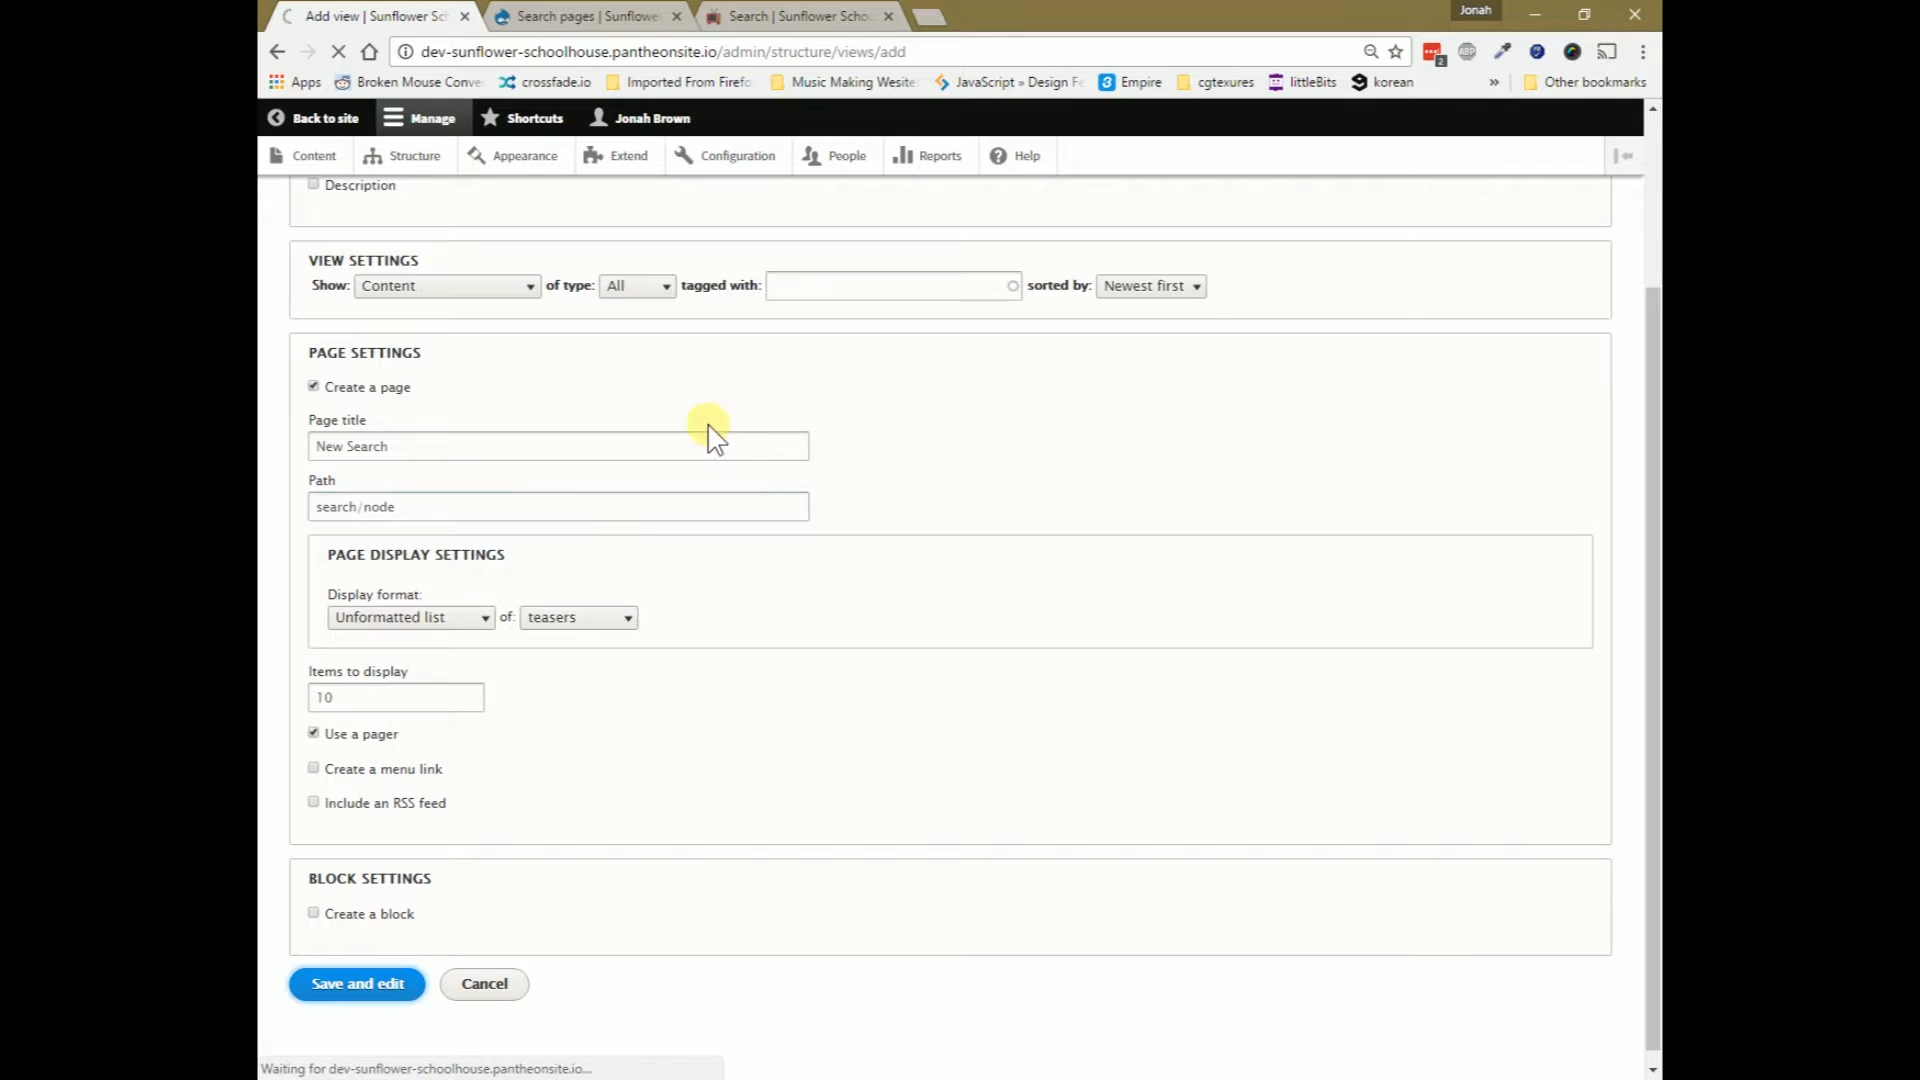 Add view | Sunflower Sch
Search pages | Sunflowe
Search | Sunflower Schoo
Jonah
dev-sunflower-schoolhouse.pantheonsite.io/admin/structure/views/add
2
Apps
Broken Mouse Conve
crossfade.io
Imported From Firefo
Music Making Wesite
JavaScript » Design Fe
Empire
cgtexures
littleBits
korean
»
Other bookmarks
Back to site
Manage
Shortcuts
Jonah Brown
Content
Structure
Appearance
Extend
Configuration
People
Reports
Help
Description
VIEW SETTINGS
Show: Content of type: All tagged with: sorted by: Newest first
PAGE SETTINGS
Create a page
Page title
New Search
Path
search/node
PAGE DISPLAY SETTINGS
Display format:
Unformatted list of: teasers
Items to display
10
Use a pager
Create a menu link
Include an RSS feed
BLOCK SETTINGS
Create a block
Save and edit
Cancel
Waiting for dev-sunflower-schoolhouse.pantheonsite.io...